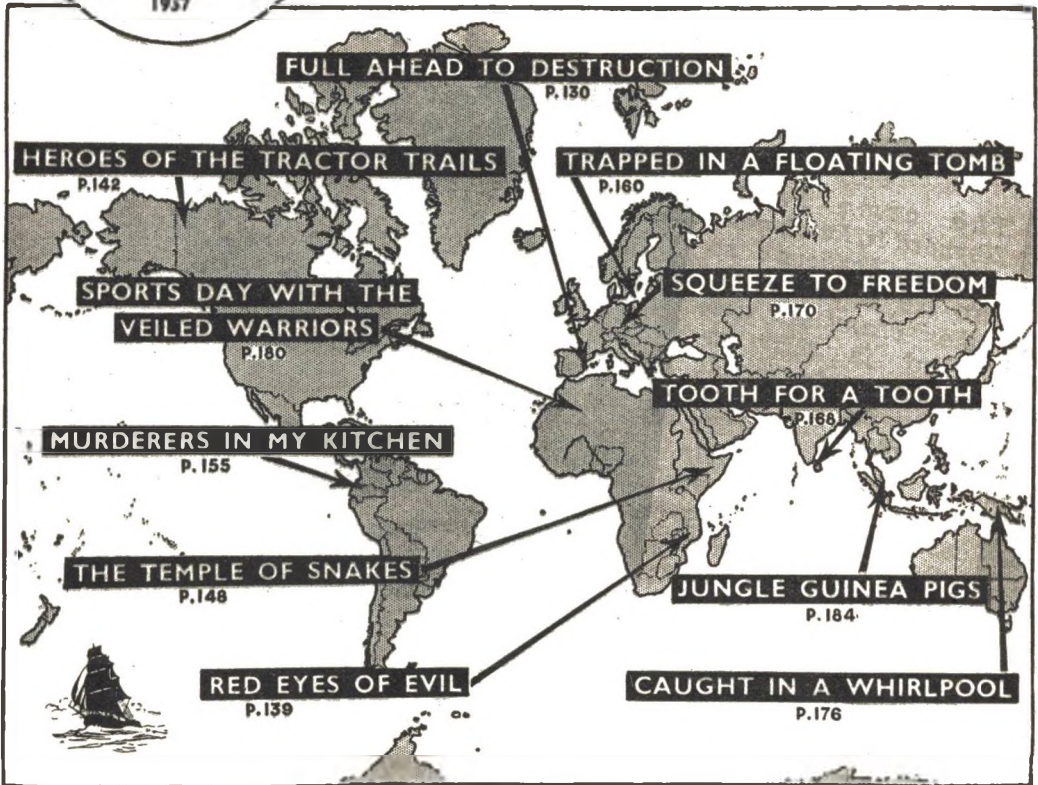 1937
FULL AHEAD TO DESTRUCTION
P. 130
HEROES OF THE TRACTOR TRAILS
P.142
TRAPPED IN A FLOATING TOMB
P.160
SPORTS DAY WITH THE
VEILED WARRIORS
P.180
SQUEEZE TO FREEDOM
P.170
TOOTH FOR A TOOTH
P.168
MURDERERS IN MY KITCHEN
P. 155
THE TEMPLE OF SNAKES
P.148
JUNGLE GUINEA PIGS
P.184
RED EYES OF EVIL
P.139
CAUGHT IN A WHIRLPOOL
P.176